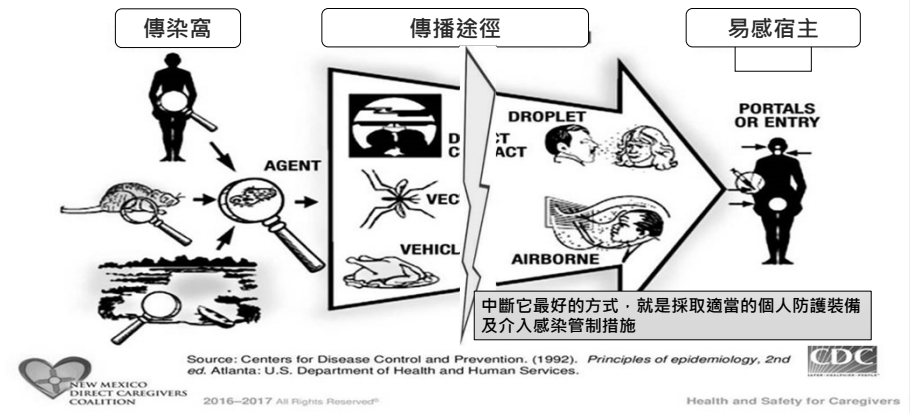 傳染窩
傳播途徑
易感宿主
AGENT
DROPLET
VEC
VEHICL
AIRBORNE
PORTALS
OR ENTRY
中斷它最好的方式，就是採取適當的個人防護裝備
及介入感染管制措施
Source: Centers for Disease Control and Prevention. (1992). Principles of epidemiology, 2nd
ed. Atlanta: U.S. Department of Health and Human Services.
CDC
NEW MEXICO
DIRECT CAREGIVERS
COALITION
2016–2017 All Rights Reserved®
Health and Safety for Caregivers